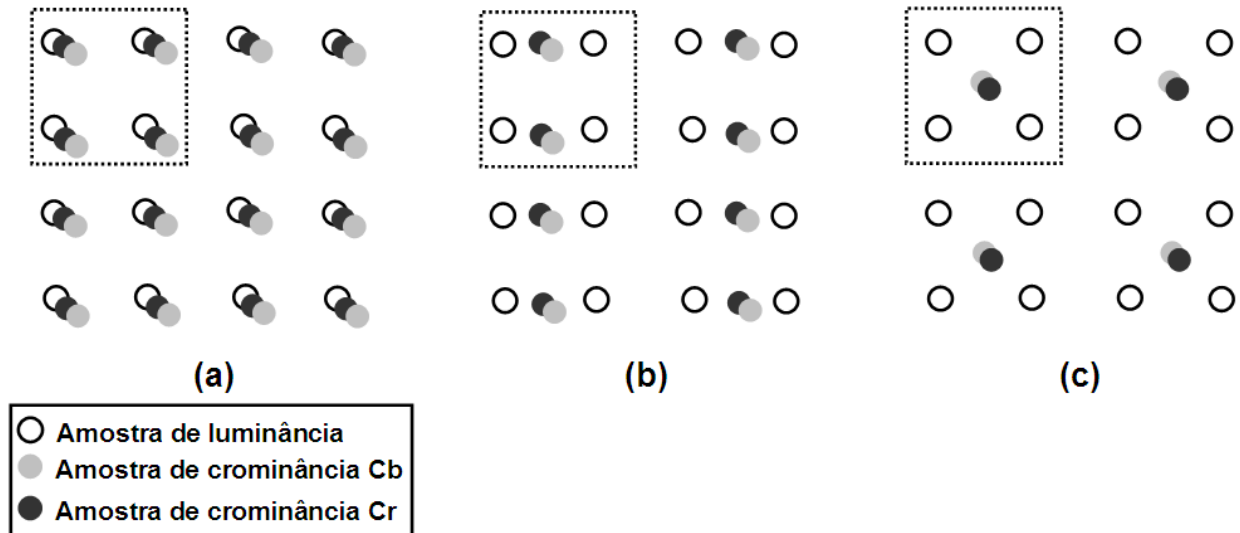 (a)
(b)
(c)
Amostra de luminância
Amostra de crominância Cb
Amostra de crominância Cr